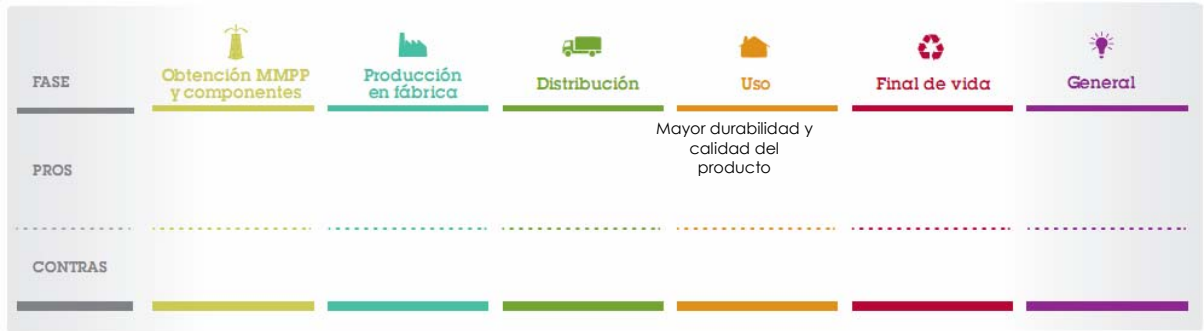 FASE
Obtención MMPP
y componentes
Producción
en fábrica
Distribución
Uso
Final de vida
General
PROS
Mayor durabilidad y
calidad del
producto
CONTRAS